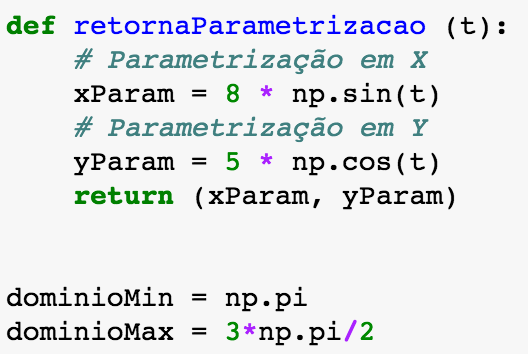 def retornaParametrizacao (t):
# Parametrização em X
xParam = 8 * np.sin(t)
# Parametrização em Y
yParam = 5 * np.cos(t)
return (xParam, yParam)
dominioMin = np.pi
dominioMax = 3*np.pi/2